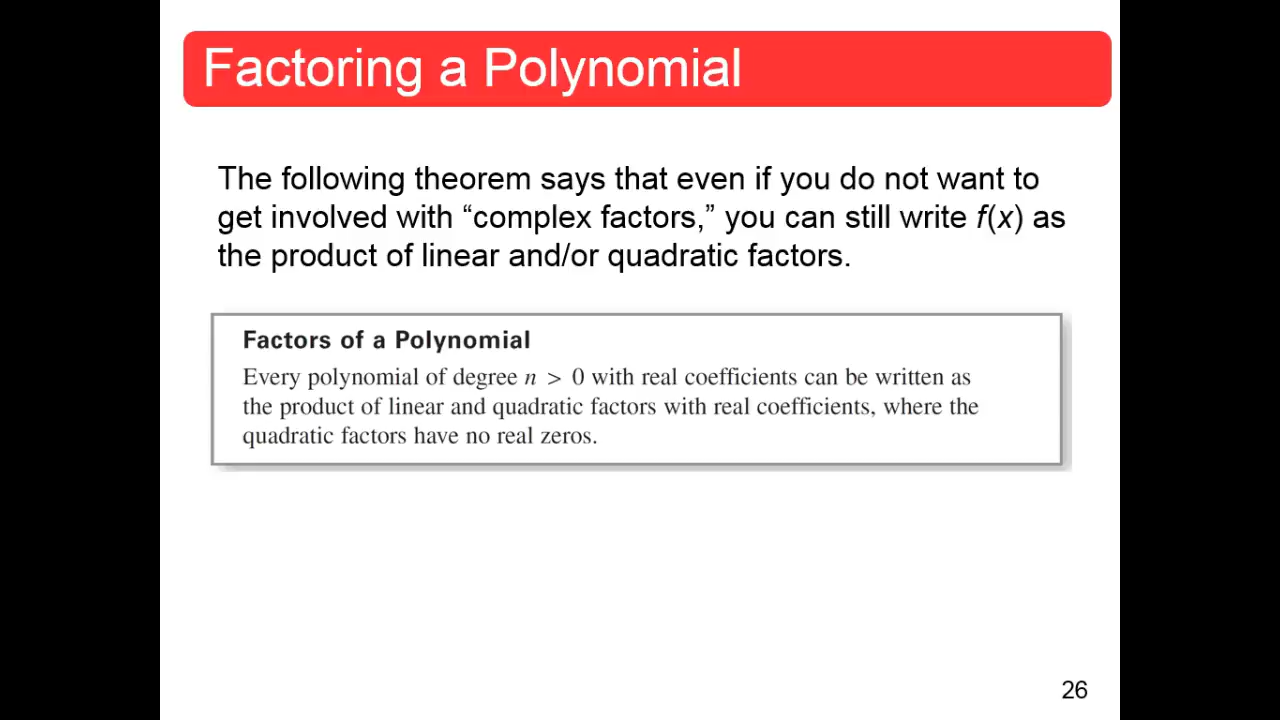 Factoring a Polynomial
The following theorem says that even if you do not want to
get involved with “complex factors,” you can still write f(x) as
the product of linear and/or quadratic factors.
Factors of a Polynomial
Every polynomial of degree n > 0 with real coefficients can be written as
the product of linear and quadratic factors with real coefficients, where the
quadratic factors have no real zeros.
26